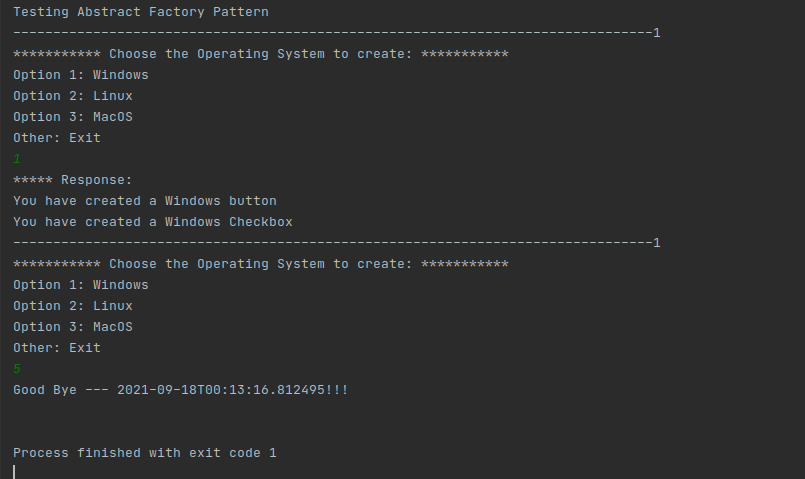 Testing Abstract Factory Pattern
--------------------------------------------------------------------------------1
*********** Choose the Operating System to create: ***********
Option 1: Windows
Option 2: Linux
Option 3: MacOS
Other: Exit
1
***** Response:
You have created a Windows button
You have created a Windows Checkbox
--------------------------------------------------------------------------------1
*********** Choose the Operating System to create: ***********
Option 1: Windows
Option 2: Linux
Option 3: MacOS
Other: Exit
5
Good Bye --- 2021-09-18T00:13:16.812495!!!
Process finished with exit code 1